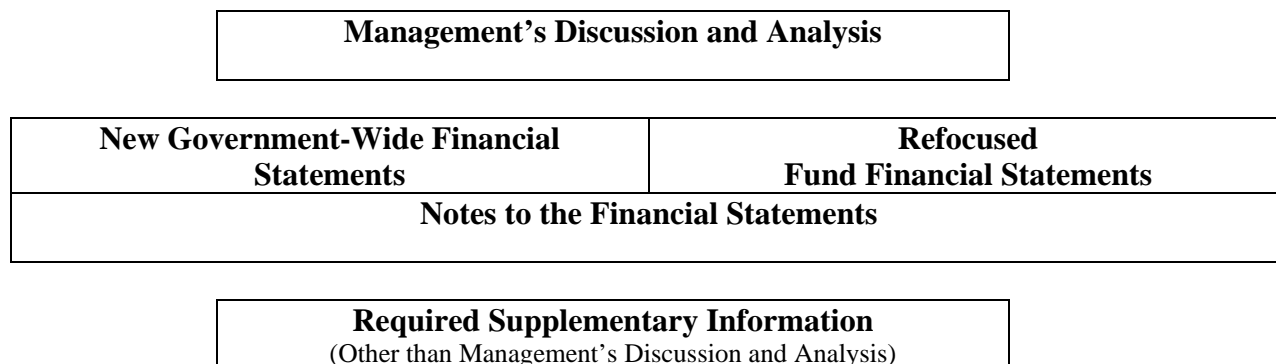 Management’s Discussion and Analysis
New Government-Wide Financial
Statements
Refocused
Fund Financial Statements
Notes to the Financial Statements
Required Supplementary Information
(Other than Management’s Discussion and Analysis)